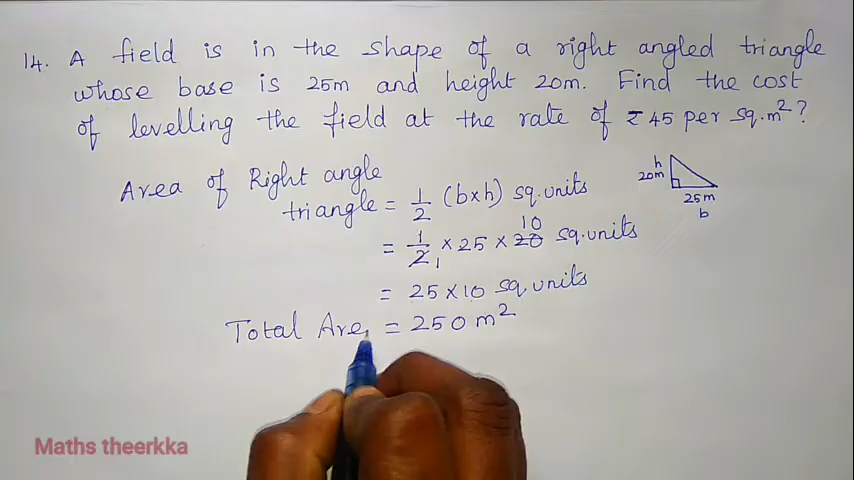 14. A field is in the shape of a right angled triangle
whose base is 25m and height 20m. Find the cost
of levelling the field at the rate of ₹ 45 per sq.m²?
Area of Right angle
triangle = 1/2 (b×h) sq.units
h
20m
25m
b
= 1/2 1 × 25 × 20 10 sq.units
= 25×10 sq.units
Total Are = 250 m²
Maths theerkka